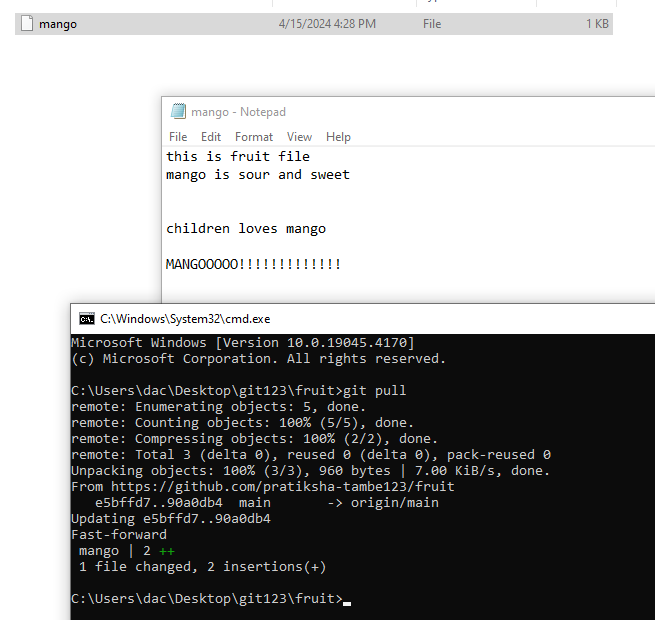 mango 4/15/2024 4:28 PM File 1 KB
mango - Notepad
File Edit Format View Help
this is fruit file
mango is sour and sweet
children loves mango
MANGOOOOO!!!!!!!!!!!!!
C:\Windows\System32\cmd.exe
Microsoft Windows [Version 10.0.19045.4170]
(c) Microsoft Corporation. All rights reserved.
C:\Users\dac\Desktop\git123\fruit>git pull
remote: Enumerating objects: 5, done.
remote: Counting objects: 100% (5/5), done.
remote: Compressing objects: 100% (2/2), done.
remote: Total 3 (delta 0), reused 0 (delta 0), pack-reused 0
Unpacking objects: 100% (3/3), 960 bytes | 7.00 KiB/s, done.
From https://github.com/pratiksha-tambe123/fruit
   e5bffd7..90a0db4  main       -> origin/main
Updating e5bffd7..90a0db4
Fast-forward
 mango | 2 ++
 1 file changed, 2 insertions(+)
C:\Users\dac\Desktop\git123\fruit>